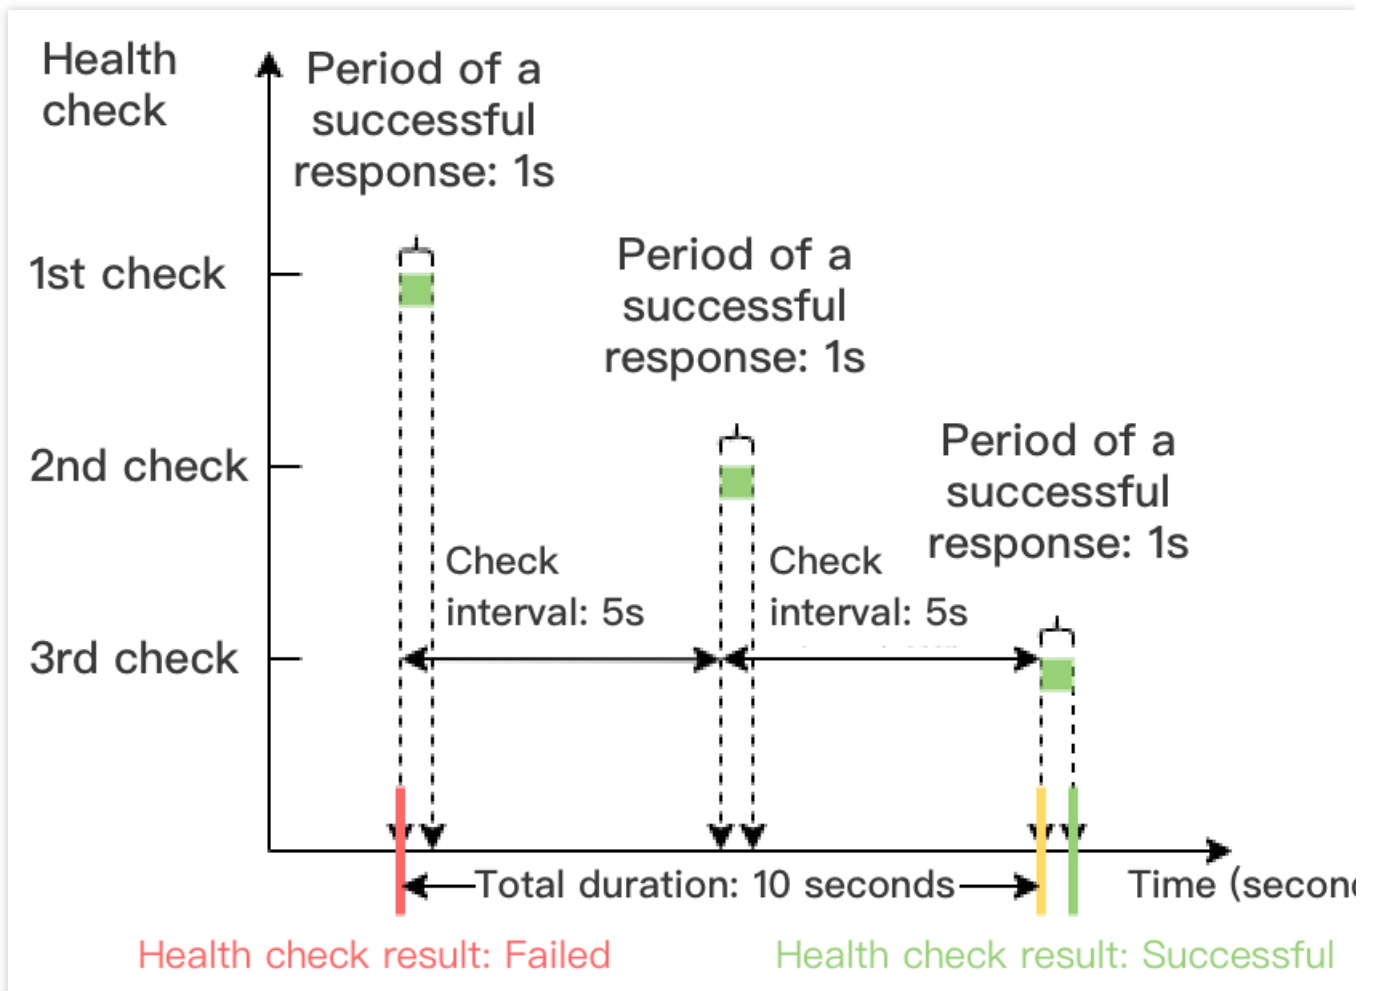 Health
check
Period of a
successful
response: 1s
1st check
Period of a
successful
response: 1s
2nd check
Period of a
successful
response: 1s
Check
interval: 5s
Check
interval: 5s
3rd check
Total duration: 10 seconds
Time (secon
Health check result: Failed
Health check result: Successful